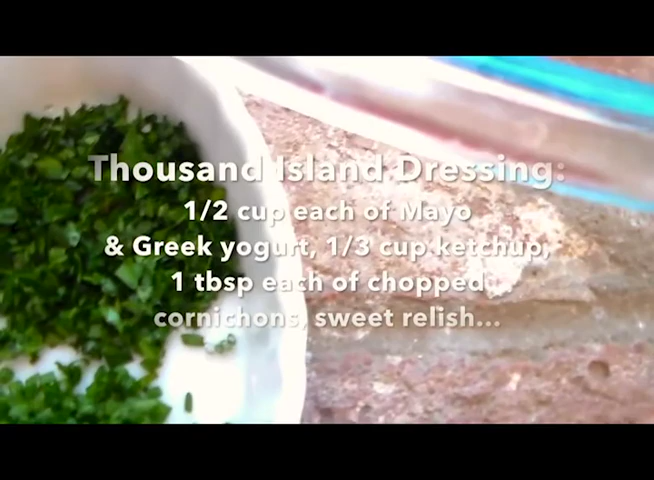 Thousand Island Dressing:
1/2 cup each of Mayo
& Greek yogurt, 1/3 cup ketchup,
1 tbsp each of chopped
cornichons, sweet relish...